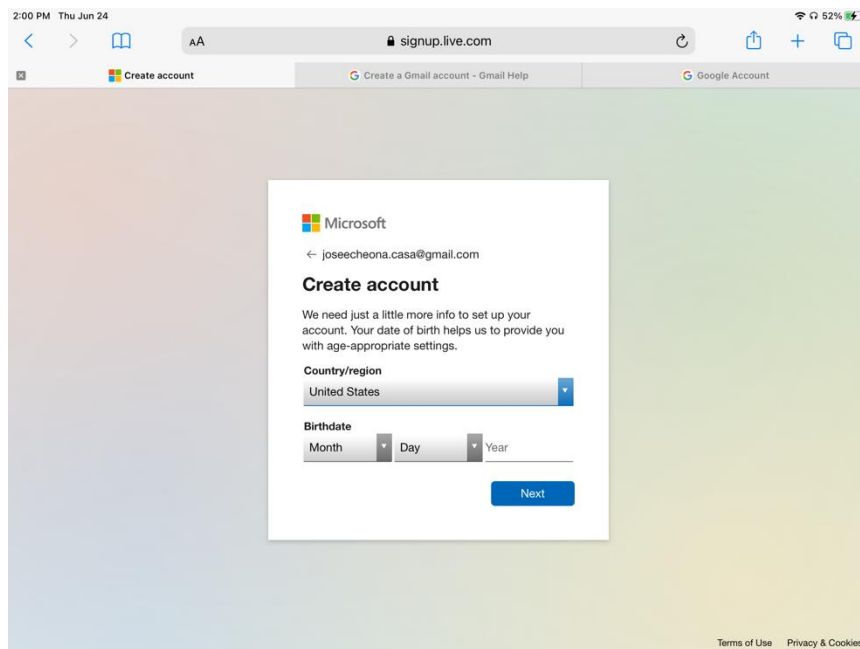 2:00 PM Thu Jun 24
52%
AA
signup.live.com
Create account
Create a Gmail account - Gmail Help
Google Account
Microsoft
← joseecheona.casa@gmail.com
Create account
We need just a little more info to set up your
account. Your date of birth helps us to provide you
with age-appropriate settings.
Country/region
United States
Birthdate
Month Day Year
Next
Terms of Use Privacy & Cookies